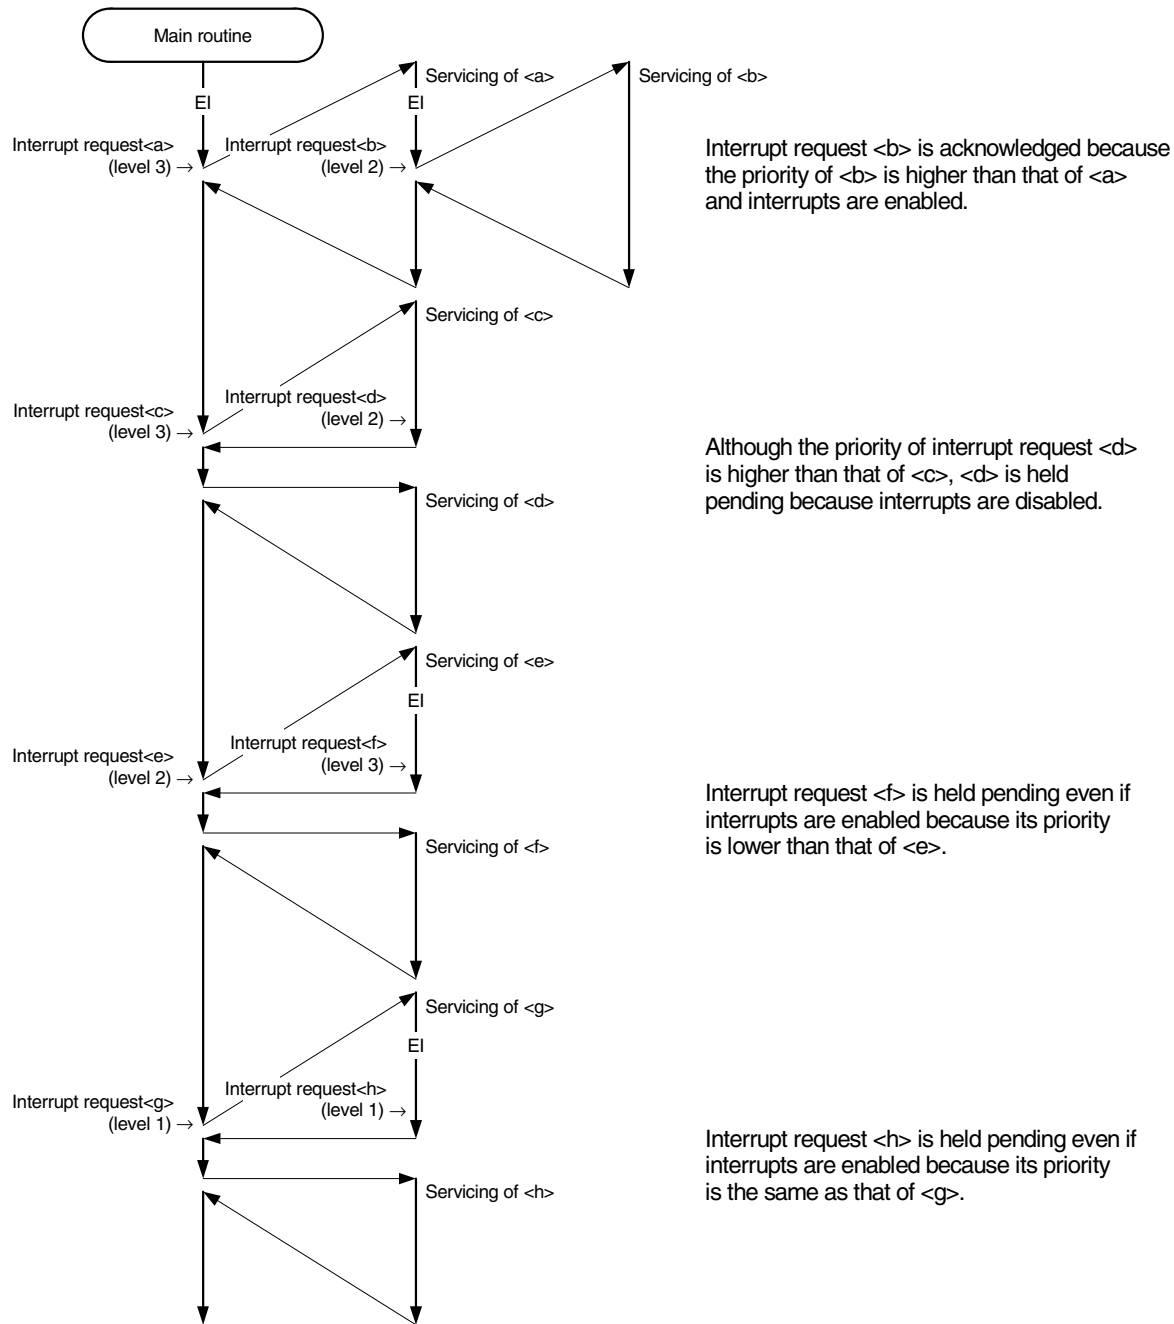 Main routine
Servicing of <a>
Servicing of <b>
EI
EI
Interrupt request<a>
(level 3) →
Interrupt request<b>
(level 2) →
Interrupt request <b> is acknowledged because
the priority of <b> is higher than that of <a>
and interrupts are enabled.
Servicing of <c>
Interrupt request<d>
(level 2) →
Interrupt request<c>
(level 3) →
Although the priority of interrupt request <d>
is higher than that of <c>, <d> is held
pending because interrupts are disabled.
Servicing of <d>
Servicing of <e>
EI
Interrupt request<f>
(level 3) →
Interrupt request<e>
(level 2) →
Interrupt request <f> is held pending even if
interrupts are enabled because its priority
is lower than that of <e>.
Servicing of <f>
Servicing of <g>
EI
Interrupt request<h>
(level 1) →
Interrupt request<g>
(level 1) →
Interrupt request <h> is held pending even if
interrupts are enabled because its priority
is the same as that of <g>.
Servicing of <h>